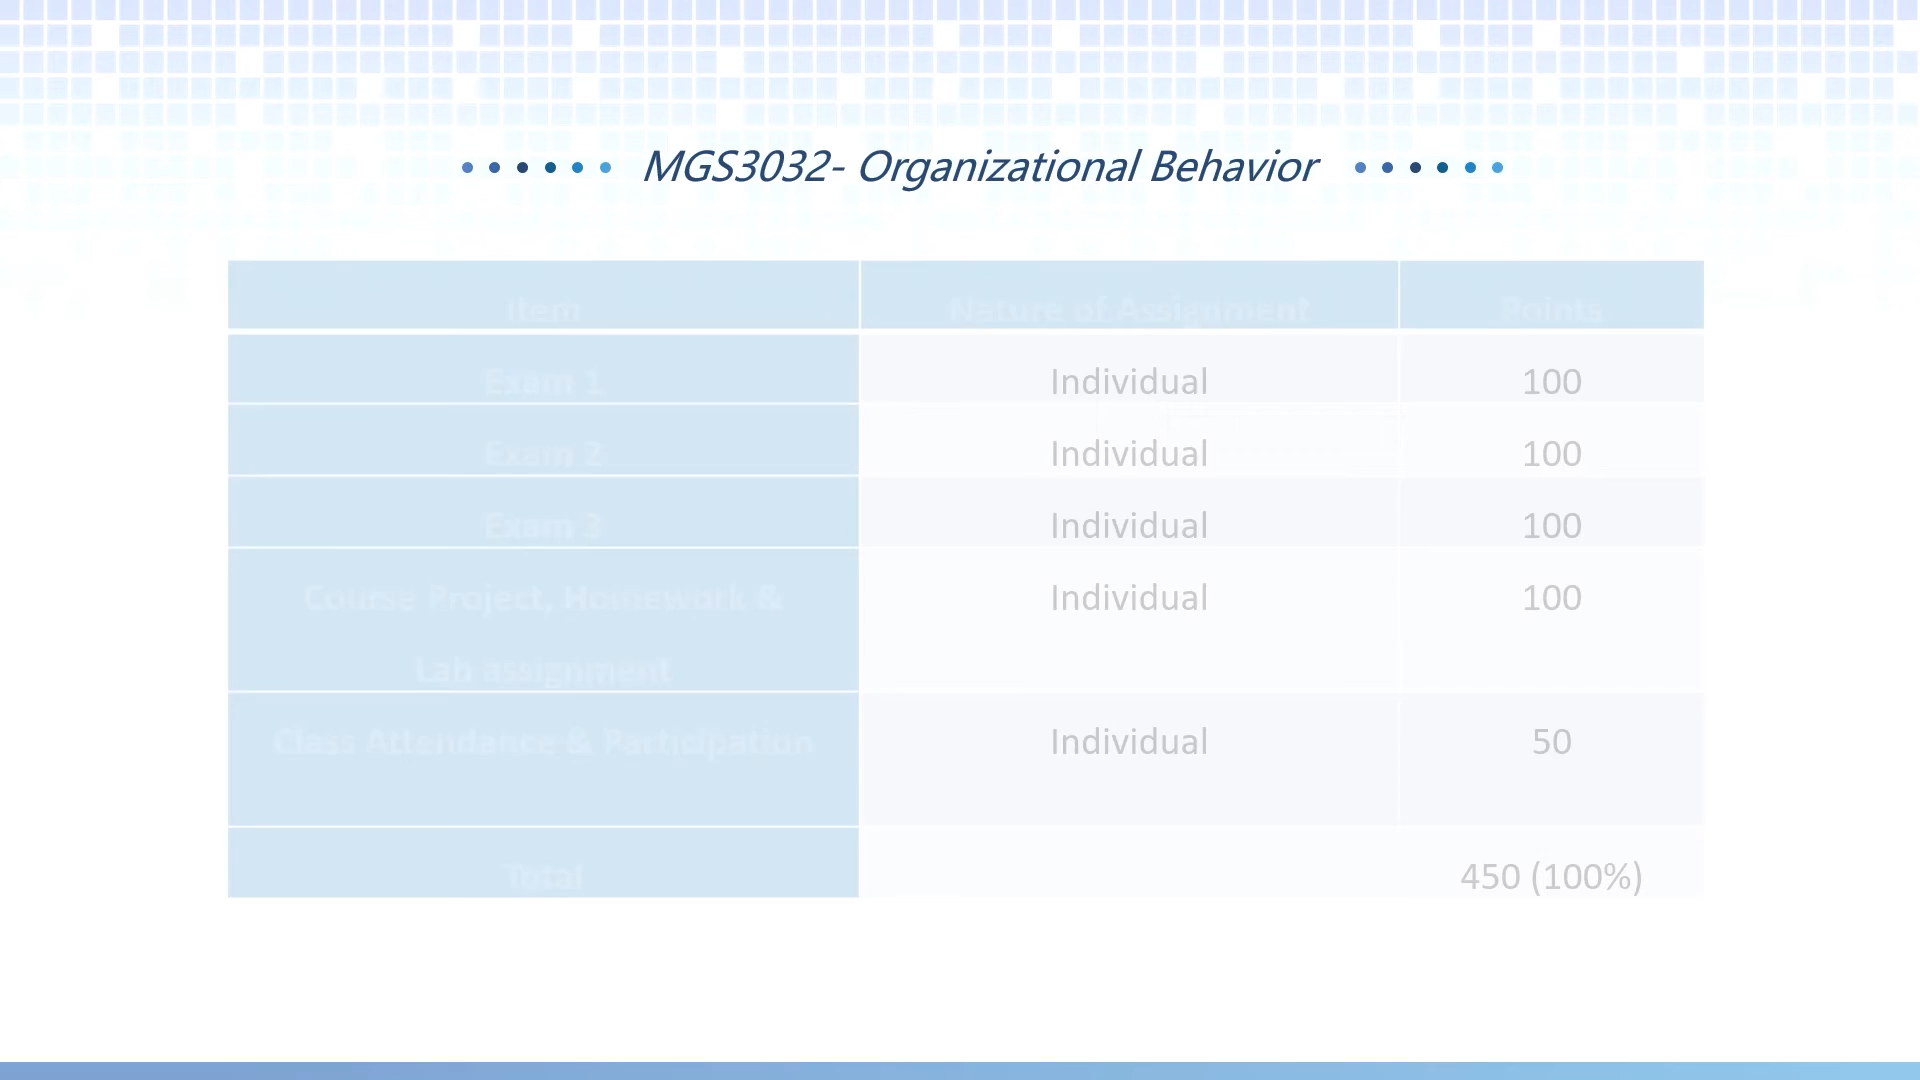 MGS3032- Organizational Behavior
Item Nature of Assignment Points
Exam 1 Individual 100
Exam 2 Individual 100
Exam 3 Individual 100
Course Project, Homework & Individual 100
Lab assignment
Class Attendance & Participation Individual 50
Total 450 (100%)